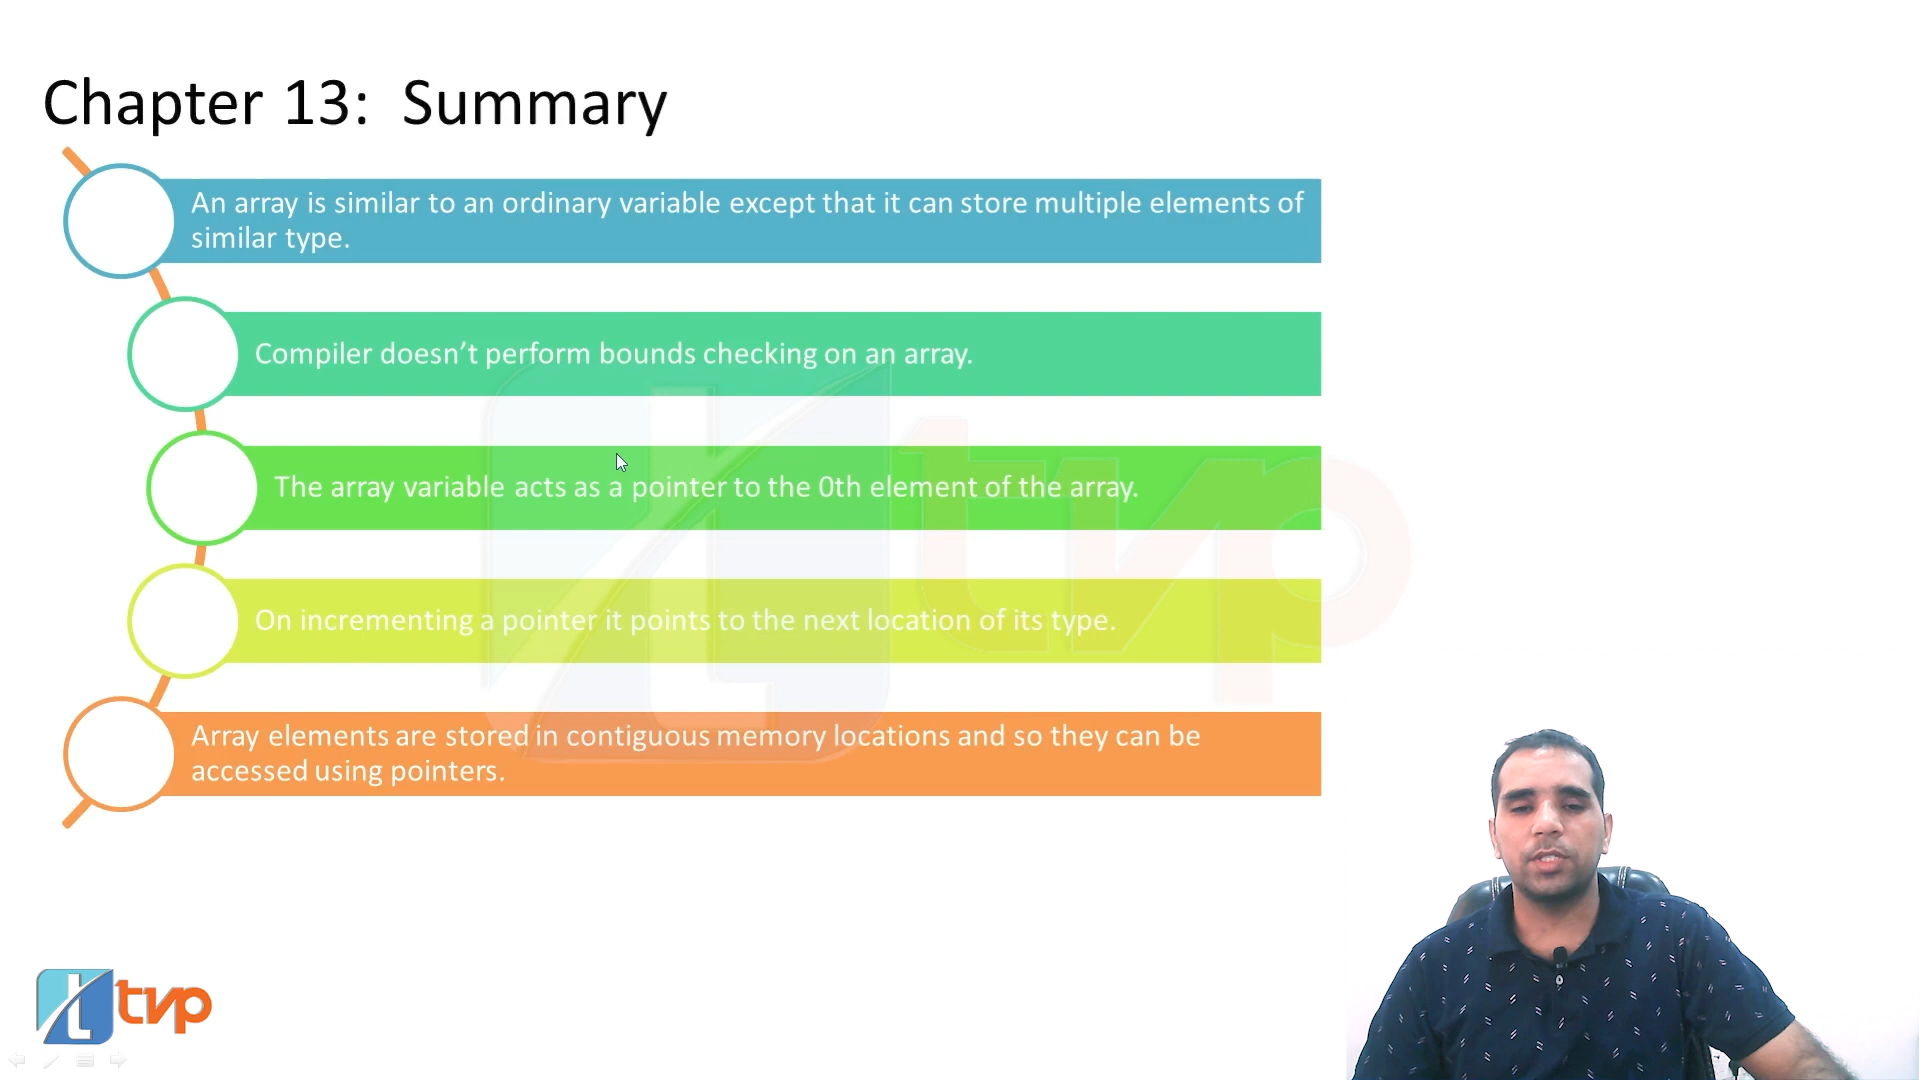 Chapter 13: Summary
An array is similar to an ordinary variable except that it can store multiple elements of
similar type.
Compiler doesn’t perform bounds checking on an array.
The array variable acts as a pointer to the 0th element of the array.
On incrementing a pointer it points to the next location of its type.
Array elements are stored in contiguous memory locations and so they can be
accessed using pointers.
t tvp
t tvp